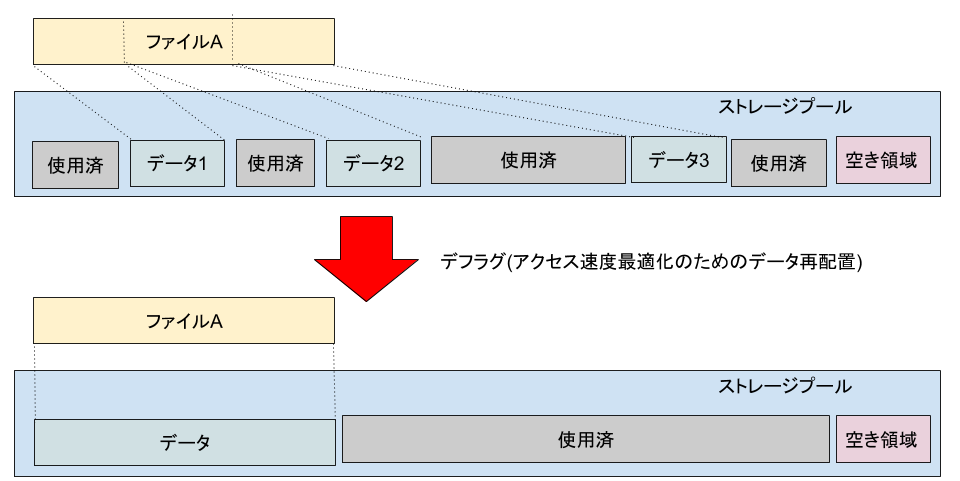 ファイルA
ストレージプール
使用済
データ1
使用済
データ2
使用済
データ3
使用済
空き領域
デフラグ(アクセス速度最適化のためのデータ再配置)
ファイルA
ストレージプール
データ
使用済
空き領域